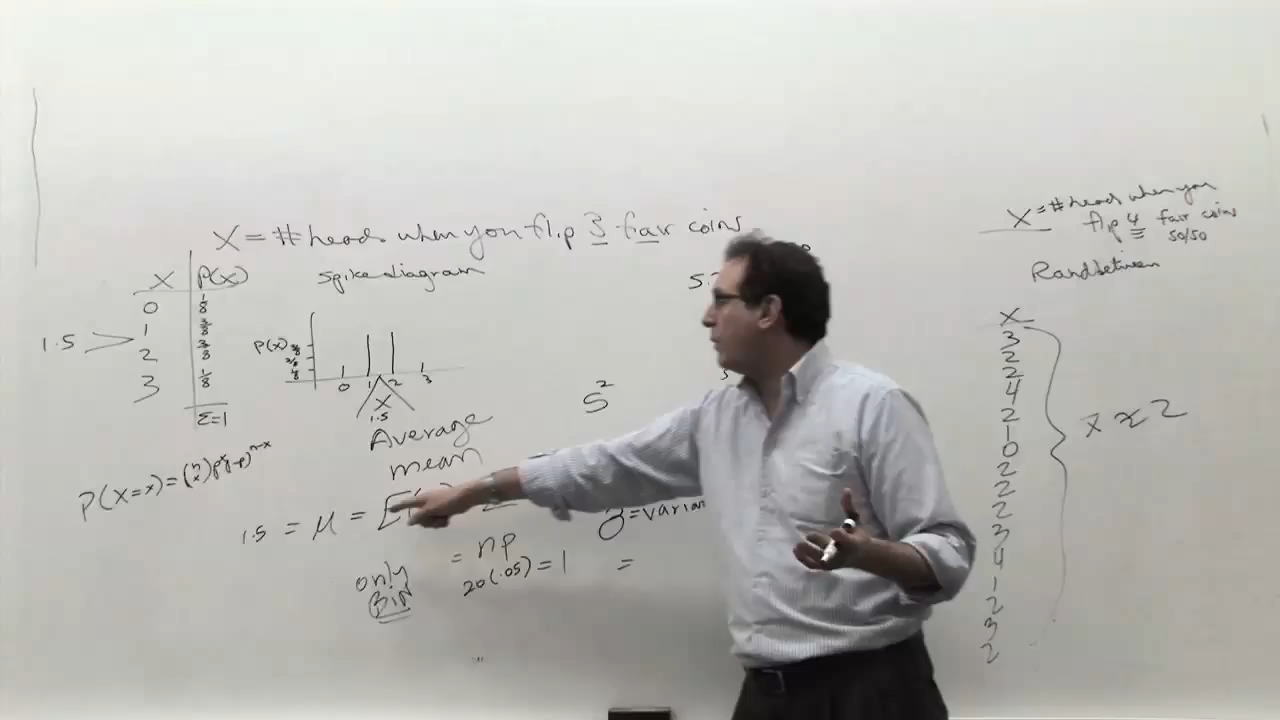 X = # heads when you flip 3 fair coins
X P(X)
0 1/8
1 3/8
2 3/8
3 1/8
Σ=1
1.5
spike diagram
P(X)
0 1 2 3
X
1.5
Average
mean
P(X=x)=(n x)p^x(1-p)^n-x
1.5 = μ = E(
only
BIN
= np
20(.05)=1
=
S²
= varian
X = # heads when you
flip 4 fair coins
50/50
Randbetween
X
3
2
2
4
2
1
0
2
2
2
3
4
1
2
3
2
X ≈ 2